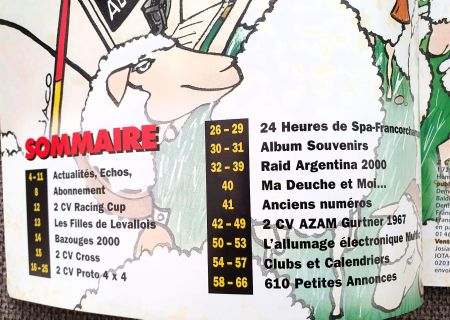 JACO
SOMMAIRE
4 – 11 Actualités, Echos,
8 Abonnement
12 2 CV Racing Cup
13 Les Filles de Levallois
14 Bazouges 2000
15 2 CV Cross
16 – 25 2 CV Proto 4 x 4
26 – 29 24 Heures de Spa-Francorcham
30 – 31 Album Souvenirs
32 – 39 Raid Argentina 2000
40 Ma Deuche et Moi...
41 Anciens numéros
42 – 49 2 CV AZAM Gurtner 1967
50 – 53 L'allumage électronique
54 – 57 Clubs et Calendriers
58 – 66 610 Petites Annonces